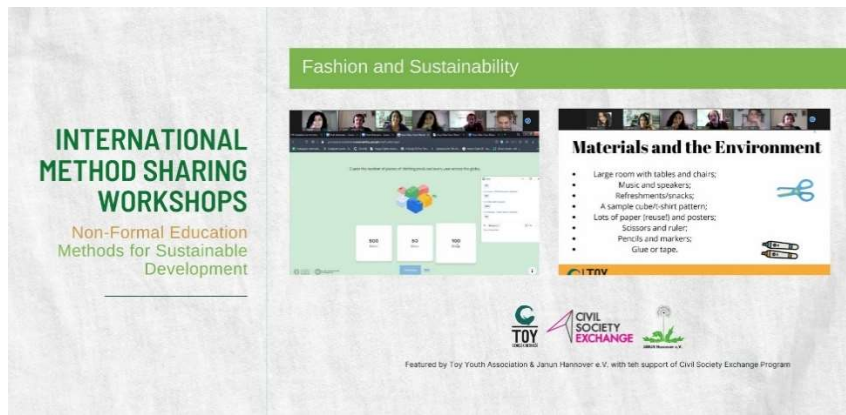 INTERNATIONAL
METHOD SHARING
WORKSHOPS
Non-Formal Education
Methods for Sustainable
Development
Fashion and Sustainability
500
50
100
Materials and the Environment
Large room with tables and chairs;
Music and speakers;
Refreshments/snacks;
A sample cube/t-shirt pattern;
Lots of paper (reuse!) and posters;
Scissors and ruler;
Pencils and markers;
Glue or tape.
TOY
TOY
CIVIL
SOCIETY
EXCHANGE
JANUN Hannover e.V.
Featured by Toy Youth Association & Janun Hannover e.V. with teh support of Civil Society Exchange Program